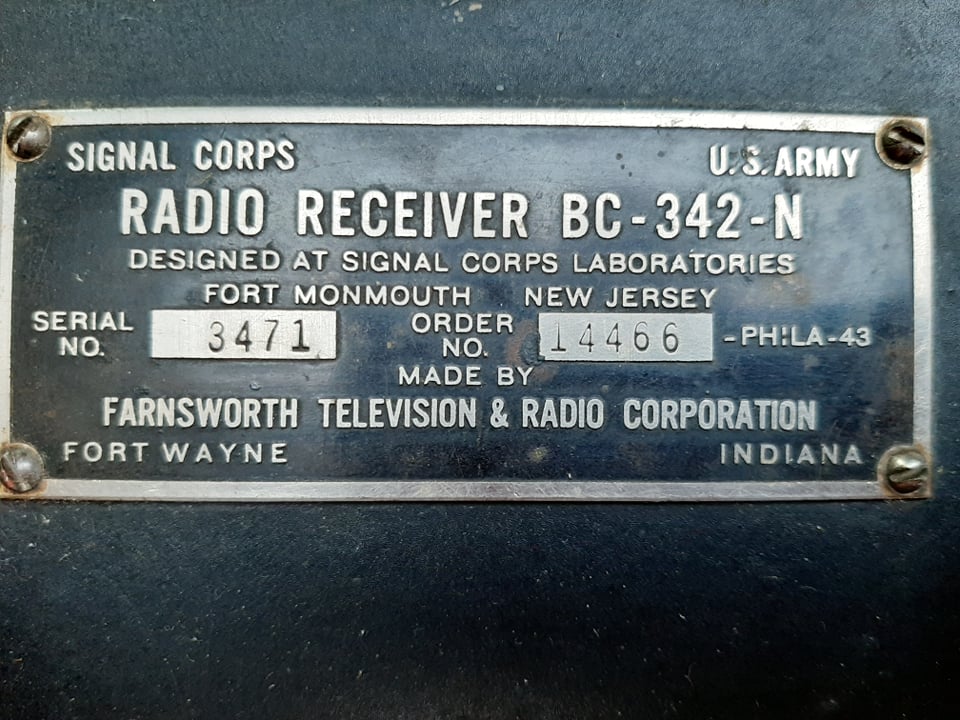 SIGNAL CORPS U.S. ARMY
RADIO RECEIVER BC-342-N
DESIGNED AT SIGNAL CORPS LABORATORIES
FORT MONMOUTH NEW JERSEY
SERIAL NO. 3471 ORDER NO. 14466 -PHILA-43
MADE BY
FARNSWORTH TELEVISION & RADIO CORPORATION
FORT WAYNE INDIANA